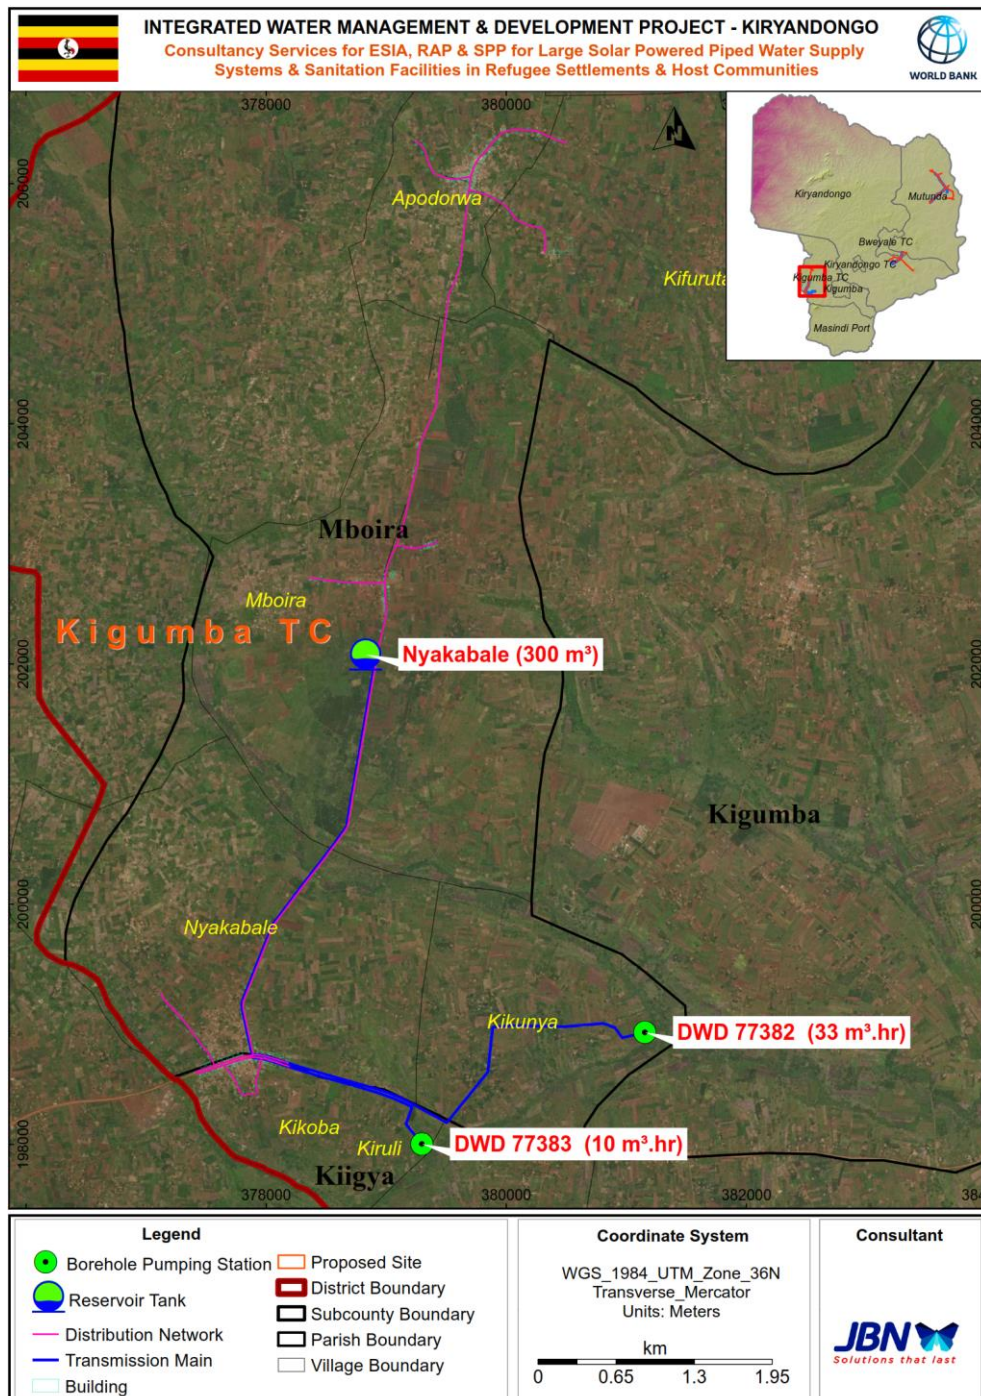 INTEGRATED WATER MANAGEMENT & DEVELOPMENT PROJECT - KIRYANDONGO
Consultancy Services for ESIA, RAP & SPP for Large Solar Powered Piped Water Supply
Systems & Sanitation Facilities in Refugee Settlements & Host Communities
WORLD BANK
378000
380000
N
Kiryandongo
Mutunda
Bweyale TC
Kiryandongo TC
Kigumba TC
Kigumba
Masindi Port
206000
Apodorwa
Kifuruta
204000
204000
Mboira
Mboira
Kigumba TC
Nyakabale (300 m³)
202000
202000
Kigumba
200000
200000
Nyakabale
Kikunya
DWD 77382 (33 m³.hr)
Kikoba
Kiruli
DWD 77383 (10 m³.hr)
198000
198000
Kiigya
378000
380000
382000
384
Legend
Borehole Pumping Station
Reservoir Tank
Distribution Network
Transmission Main
Building
Proposed Site
District Boundary
Subcounty Boundary
Parish Boundary
Village Boundary
Coordinate System
WGS_1984_UTM_Zone_36N
Transverse_Mercator
Units: Meters
km
0 0.65 1.3 1.95
Consultant
JBN
Solutions that last